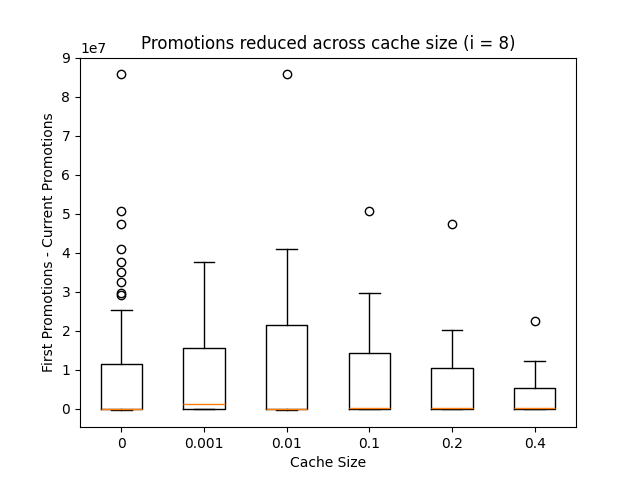 Promotions reduced across cache size (i = 8)
1e7
9
8
7
6
5
4
3
2
1
0
First Promotions - Current Promotions
0 0.001 0.01 0.1 0.2 0.4
Cache Size